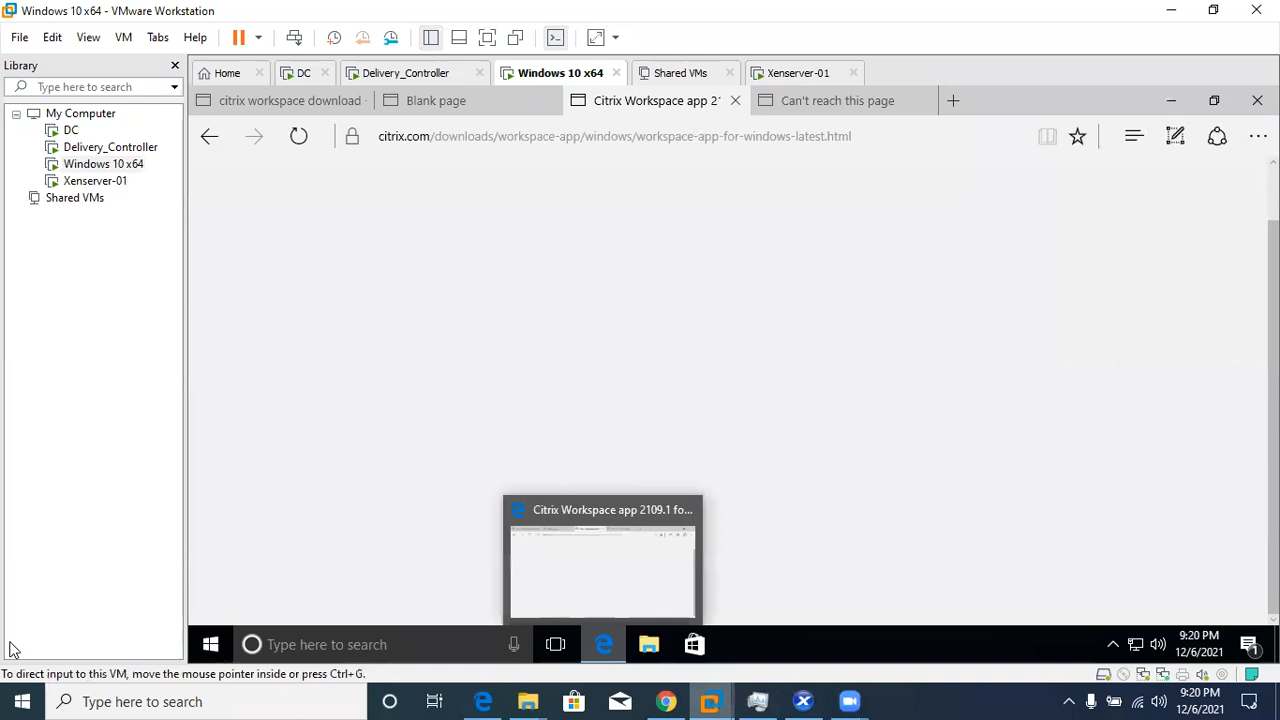 Windows 10 x64 - VMware Workstation
File Edit View VM Tabs Help
Library
Type here to search
My Computer
DC
Delivery_Controller
Windows 10 x64
Xenserver-01
Shared VMs
Home DC Delivery_Controller Windows 10 x64 Shared VMs Xenserver-01
citrix workspace download Blank page Citrix Workspace app 2 Can't reach this page
citrix.com/downloads/workspace-app/windows/workspace-app-for-windows-latest.html
Citrix Workspace app 2109.1 fo...
Type here to search
9:20 PM
12/6/2021
1
To direct input to this VM, move the mouse pointer inside or press Ctrl+G.
Type here to search
9:20 PM
12/6/2021